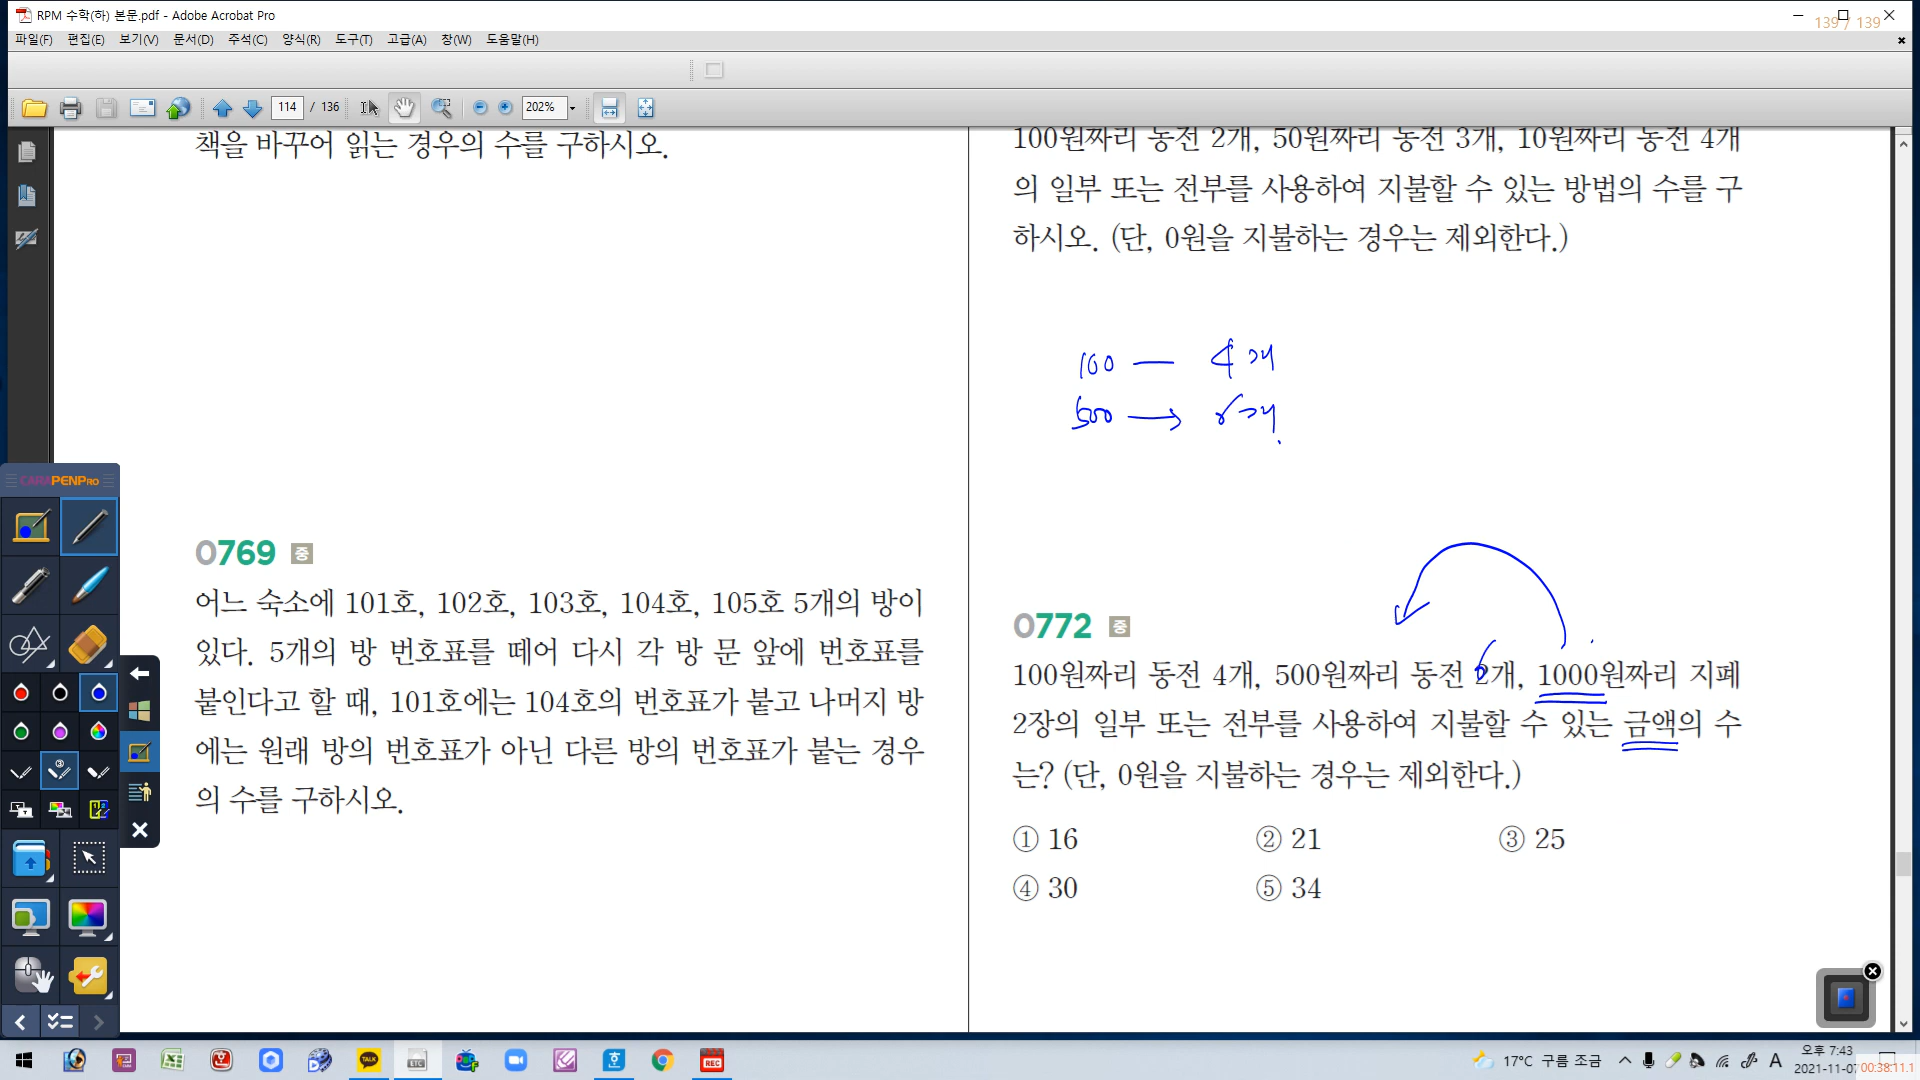 RPM 수학(하) 본문.pdf - Adobe Acrobat Pro
139 / 139
파일(F) 편집(E) 보기(V) 문서(D) 주석(C) 양식(R) 도구(T) 고급(A) 창(W) 도움말(H)
114 / 136 202%
책을 바꾸어 읽는 경우의 수를 구하시오.
0769 중
어느 숙소에 101호, 102호, 103호, 104호, 105호 5개의 방이
있다. 5개의 방 번호표를 떼어 다시 각 방 문 앞에 번호표를
붙인다고 할 때, 101호에는 104호의 번호표가 붙고 나머지 방
에는 원래 방의 번호표가 아닌 다른 방의 번호표가 붙는 경우
의 수를 구하시오.
100원짜리 동전 2개, 50원짜리 동전 3개, 10원짜리 동전 4개
의 일부 또는 전부를 사용하여 지불할 수 있는 방법의 수를 구
하시오. (단, 0원을 지불하는 경우는 제외한다.)
100 — 4개
500 → 6개
0772 중
100원짜리 동전 4개, 500원짜리 동전 2개, 1000원짜리 지폐
2장의 일부 또는 전부를 사용하여 지불할 수 있는 금액의 수
는? (단, 0원을 지불하는 경우는 제외한다.)
① 16 ② 21 ③ 25
④ 30 ⑤ 34
CARAPENPRO
TALK
ETC
REC
17°C 구름 조금
A
오후 7:43
2021-11-07
00:38:11.1